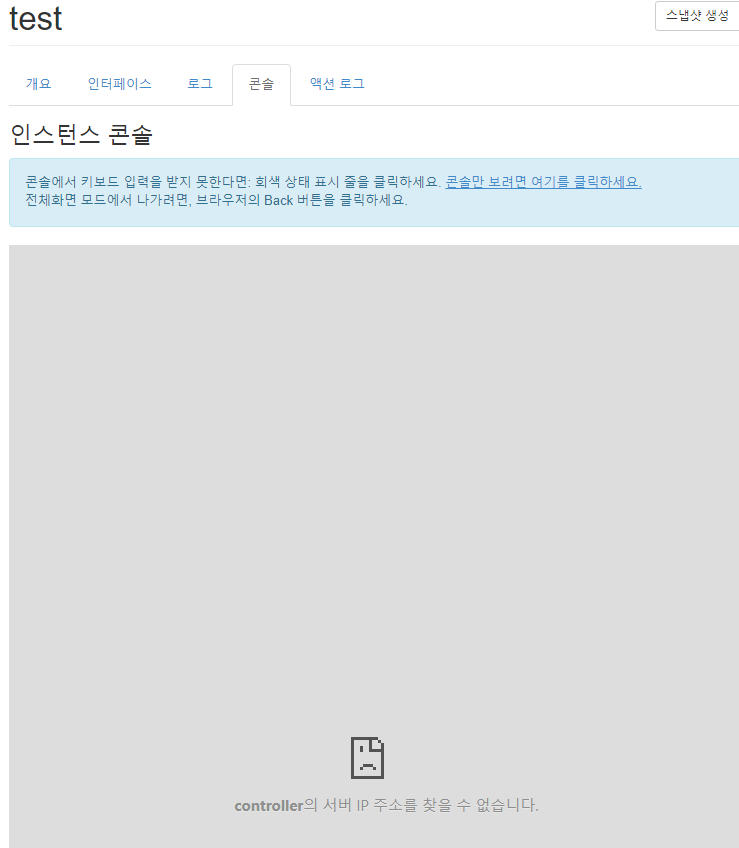 test
스냅샷 생성
개요 인터페이스 로그 콘솔 액션 로그
인스턴스 콘솔
콘솔에서 키보드 입력을 받지 못한다면: 회색 상태 표시 줄을 클릭하세요. 콘솔만 보려면 여기를 클릭하세요.
전체화면 모드에서 나가려면, 브라우저의 Back 버튼을 클릭하세요.
controller의 서버 IP 주소를 찾을 수 없습니다.